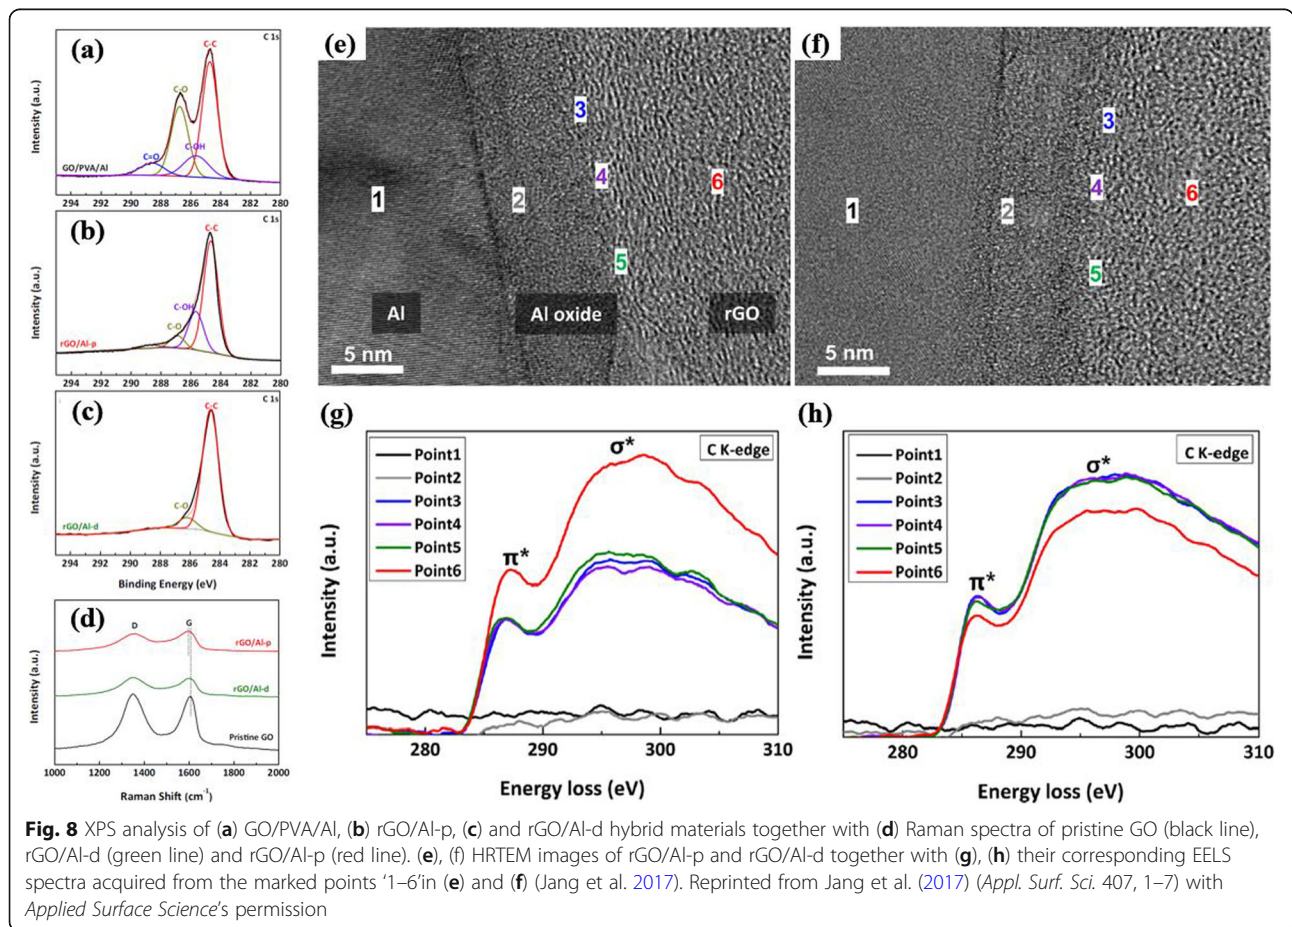 (a)
C 1s
C-C
C-O
C-OH
C=O
GO/PVA/Al
Intensity (a.u.)
294 292 290 288 286 284 282 280
(b)
C 1s
C-C
C-OH
C-O
rGO/Al-p
Intensity (a.u.)
294 292 290 288 286 284 282 280
(c)
C 1s
C-C
C-O
rGO/Al-d
Intensity (a.u.)
294 292 290 288 286 284 282 280
Binding Energy (eV)
(d)
D G
rGO/Al-p
rGO/Al-d
Pristine GO
Intensity (a.u.)
1000 1200 1400 1600 1800 2000
Raman Shift (cm⁻¹)
(e)
1
2
3
4
5
6
Al
Al oxide
rGO
5 nm
(f)
1
2
3
4
5
6
5 nm
(g)
Point1
Point2
Point3
Point4
Point5
Point6
π*
σ*
C K-edge
Intensity (a.u.)
280 290 300 310
Energy loss (eV)
(h)
Point1
Point2
Point3
Point4
Point5
Point6
π*
σ*
C K-edge
Intensity (a.u.)
280 290 300 310
Energy loss (eV)
Fig. 8 XPS analysis of (a) GO/PVA/Al, (b) rGO/Al-p, (c) and rGO/Al-d hybrid materials together with (d) Raman spectra of pristine GO (black line),
rGO/Al-d (green line) and rGO/Al-p (red line). (e), (f) HRTEM images of rGO/Al-p and rGO/Al-d together with (g), (h) their corresponding EELS
spectra acquired from the marked points ‘1–6’in (e) and (f) (Jang et al. 2017). Reprinted from Jang et al. (2017) (Appl. Surf. Sci. 407, 1–7) with
Applied Surface Science’s permission